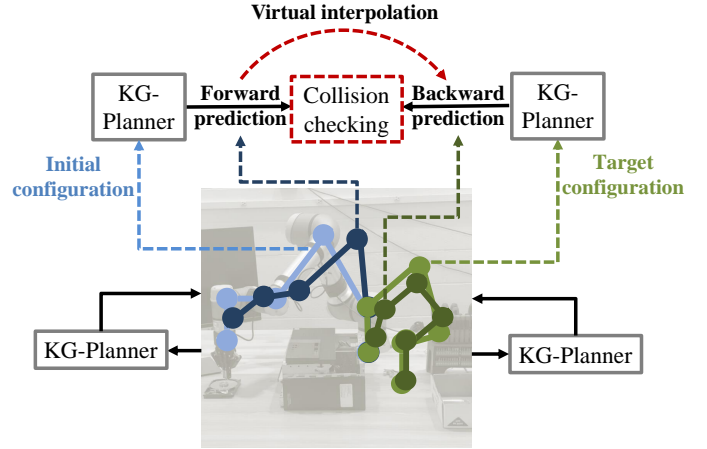 Virtual interpolation
KG-
Planner
Forward
prediction
Collision
checking
Backward
prediction
KG-
Planner
Initial
configuration
Target
configuration
KG-Planner
KG-Planner